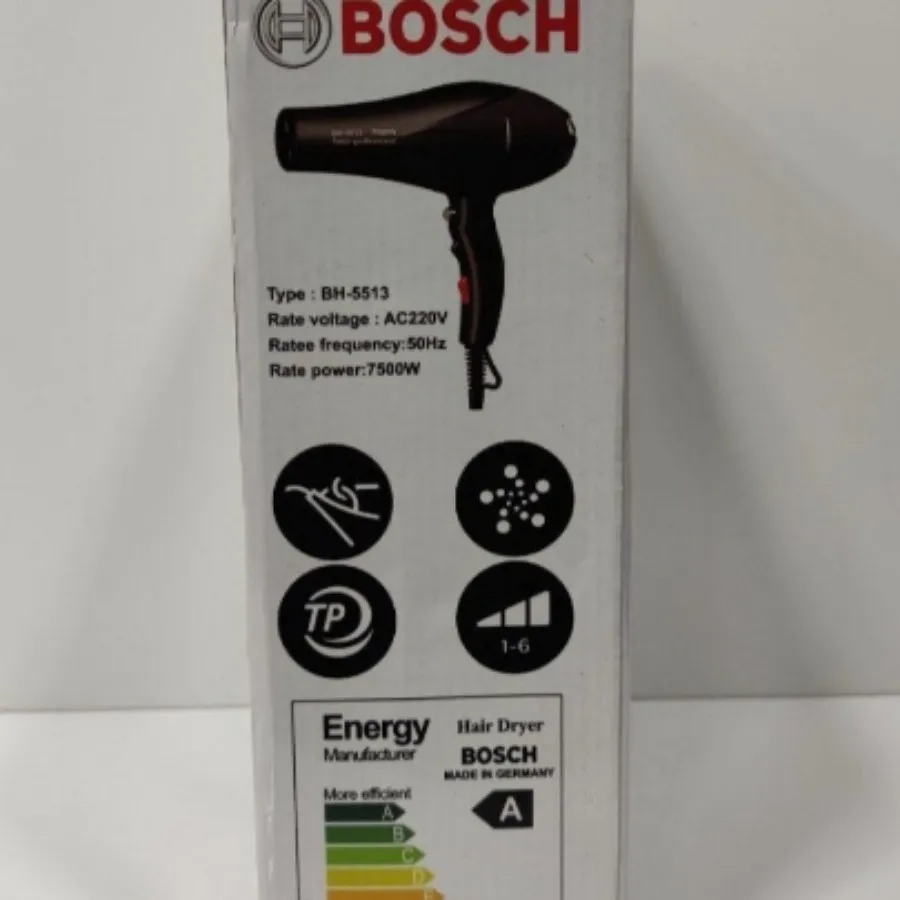 BOSCH
Type : BH-5513
Rate voltage : AC220V
Ratee frequency:50Hz
Rate power:7500W
TP
1-6
Energy
Manufacturer
Hair Dryer
BOSCH
MADE IN GERMANY
More efficient
A
A
B
C
D
E